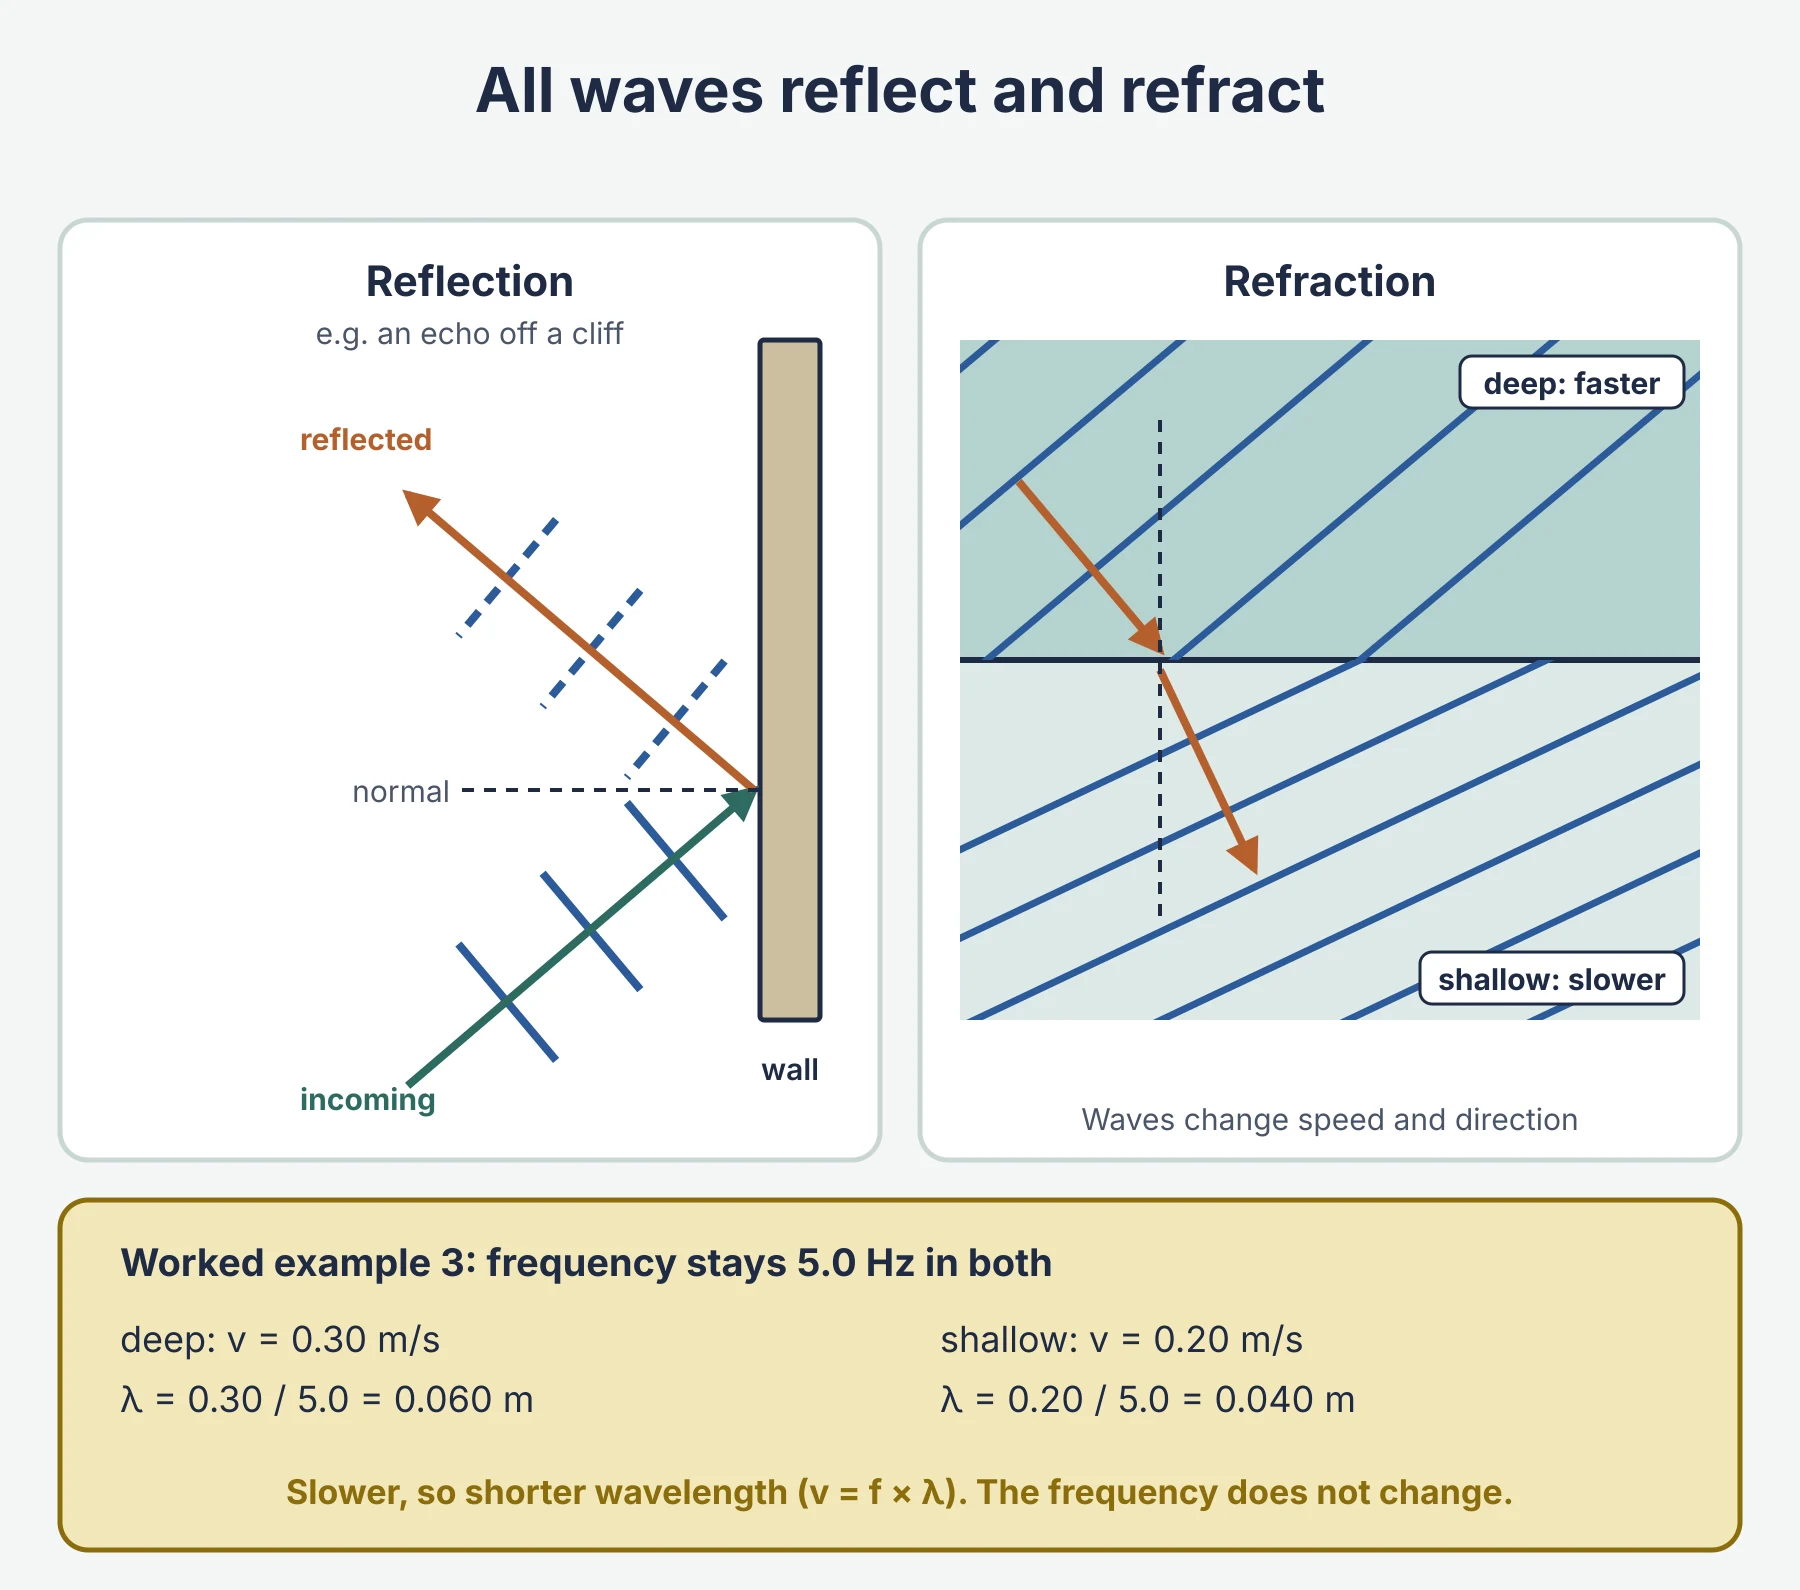 All waves reflect and refract
Reflection
e.g. an echo off a cliff
reflected
normal
incoming
wall
Refraction
deep: faster
shallow: slower
Waves change speed and direction
Worked example 3: frequency stays 5.0 Hz in both
deep: v = 0.30 m/s
λ = 0.30 / 5.0 = 0.060 m
shallow: v = 0.20 m/s
λ = 0.20 / 5.0 = 0.040 m
Slower, so shorter wavelength (v = f × λ). The frequency does not change.